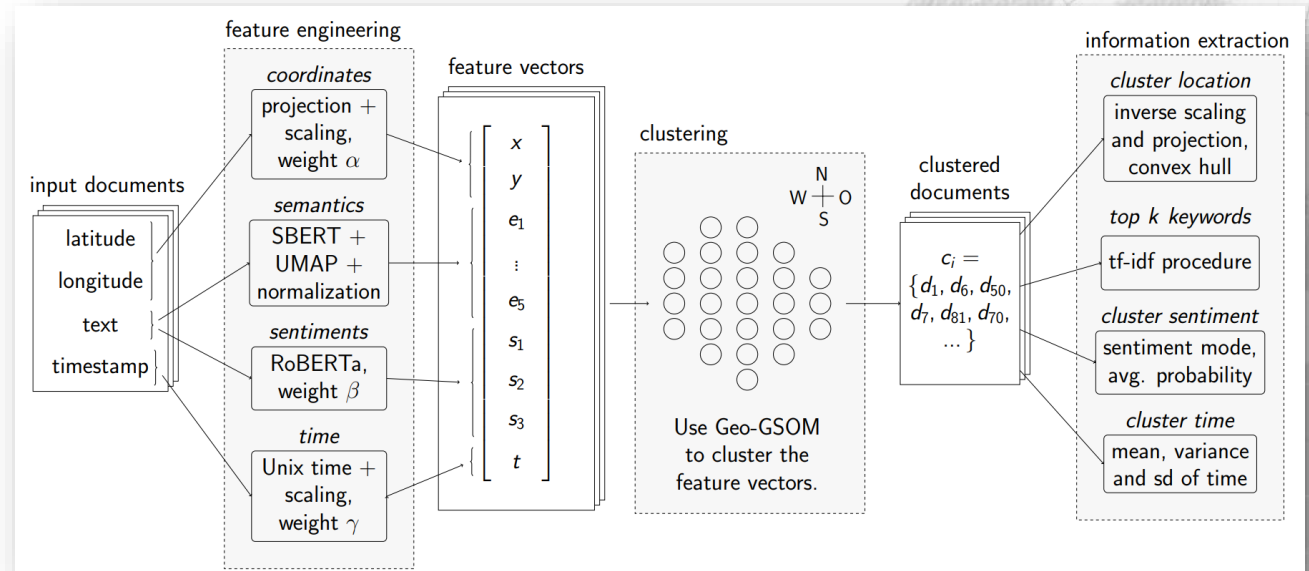 feature engineering
coordinates
projection +
scaling,
weight α
semantics
SBERT +
UMAP +
normalization
sentiments
RoBERTa,
weight β
time
Unix time +
scaling,
weight γ
input documents
latitude
longitude
text
timestamp
feature vectors
x
y
e₁
⋮
e₅
s₁
s₂
s₃
t
clustering
N
W O
S
Use Geo-GSOM
to cluster the
feature vectors.
clustered
documents
cᵢ =
{d₁, d₆, d₅₀,
d₇, d₈₁, d₇₀,
... }
information extraction
cluster location
inverse scaling
and projection,
convex hull
top k keywords
tf-idf procedure
cluster sentiment
sentiment mode,
avg. probability
cluster time
mean, variance
and sd of time